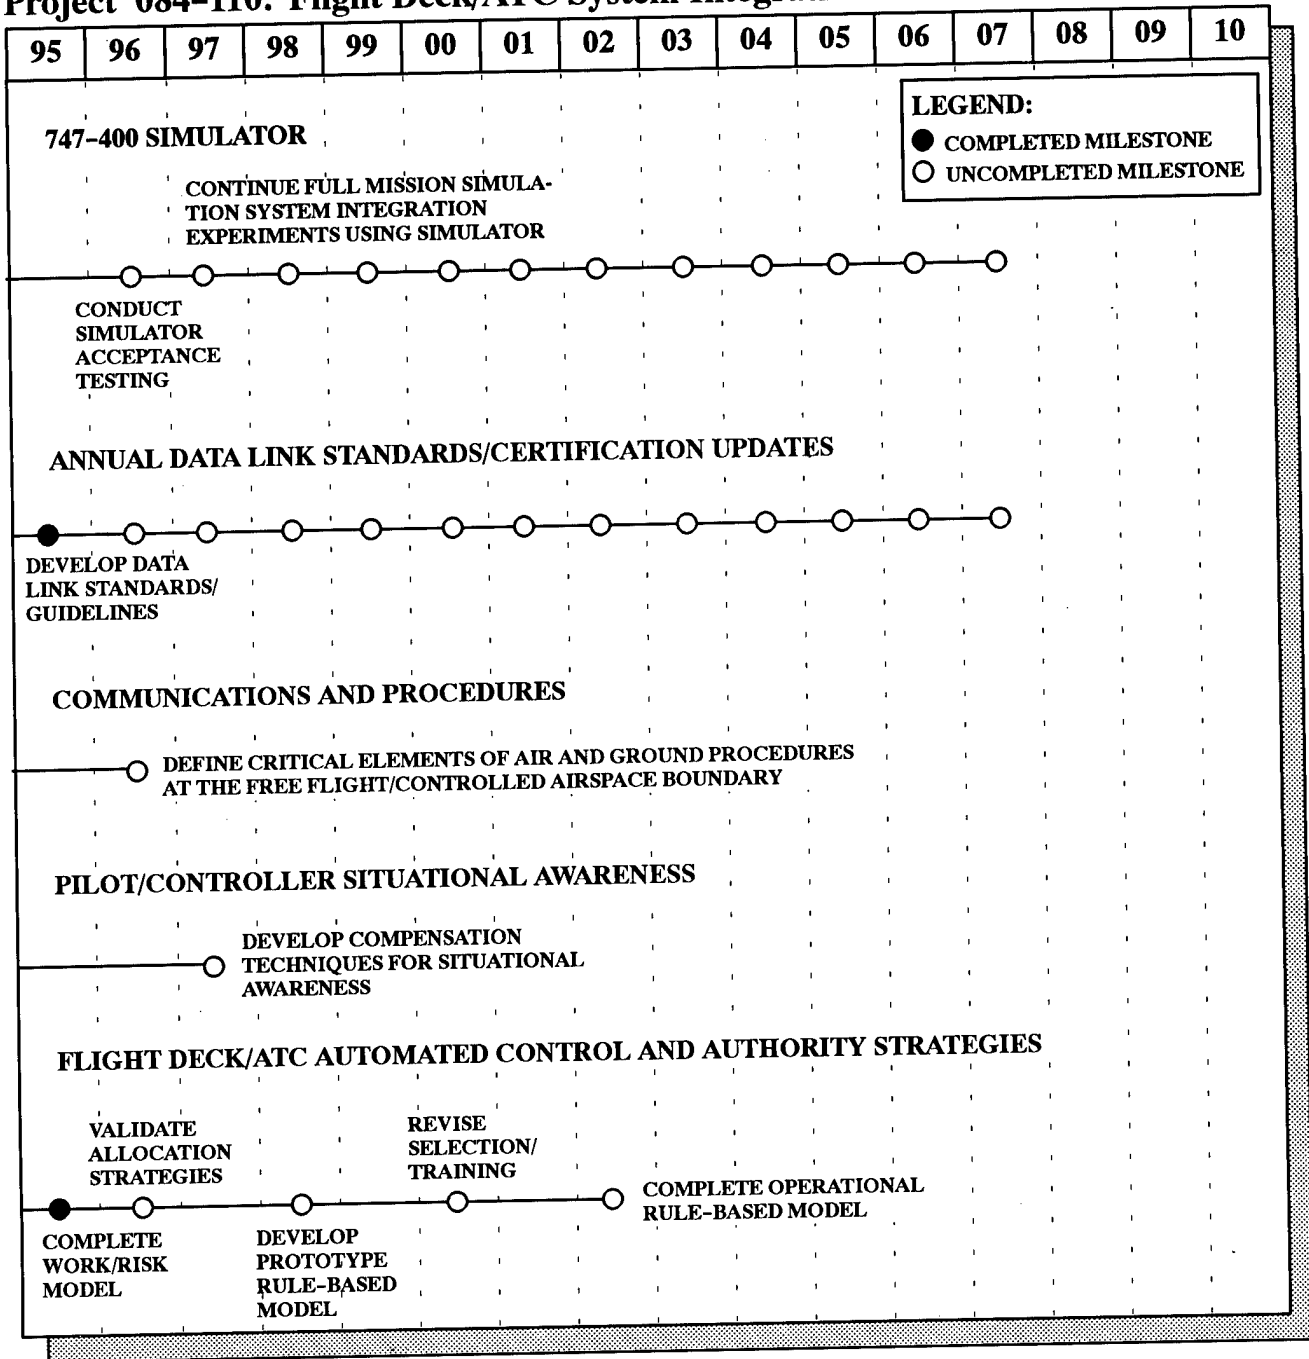 Project 084-110: Flight Deck/ATC System
95 96 97 98 99 00 01 02 03 04 05 06 07 08 09 10
LEGEND:
COMPLETED MILESTONE
UNCOMPLETED MILESTONE
747-400 SIMULATOR
CONTINUE FULL MISSION SIMULA-
TION SYSTEM INTEGRATION
EXPERIMENTS USING SIMULATOR
CONDUCT
SIMULATOR
ACCEPTANCE
TESTING
ANNUAL DATA LINK STANDARDS/CERTIFICATION UPDATES
DEVELOP DATA
LINK STANDARDS/
GUIDELINES
COMMUNICATIONS AND PROCEDURES
DEFINE CRITICAL ELEMENTS OF AIR AND GROUND PROCEDURES
AT THE FREE FLIGHT/CONTROLLED AIRSPACE BOUNDARY
PILOT/CONTROLLER SITUATIONAL AWARENESS
DEVELOP COMPENSATION
TECHNIQUES FOR SITUATIONAL
AWARENESS
FLIGHT DECK/ATC AUTOMATED CONTROL AND AUTHORITY STRATEGIES
VALIDATE
ALLOCATION
STRATEGIES
REVISE
SELECTION/
TRAINING
COMPLETE OPERATIONAL
RULE-BASED MODEL
COMPLETE
WORK/RISK
MODEL
DEVELOP
PROTOTYPE
RULE-BASED
MODEL